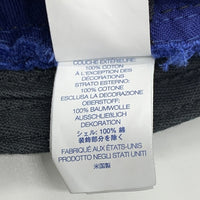 COUCHE EXTÉRIEURE:
100% COTON
À L'EXCEPTION DES
DÉCORATIONS
STRATO ESTERNO:
100% COTONE
ESCLUSA LA DECORAZIONE
OBERSTOFF:
100% BAUMWOLLE
AUSSCHLIEßLICH
DEKORATION
シェル: 100% 綿
装飾部分を除く
FABRIQUÉ AUX ÉTATS-UNIS
PRODOTTO NEGLI STATI UNITI
米国製